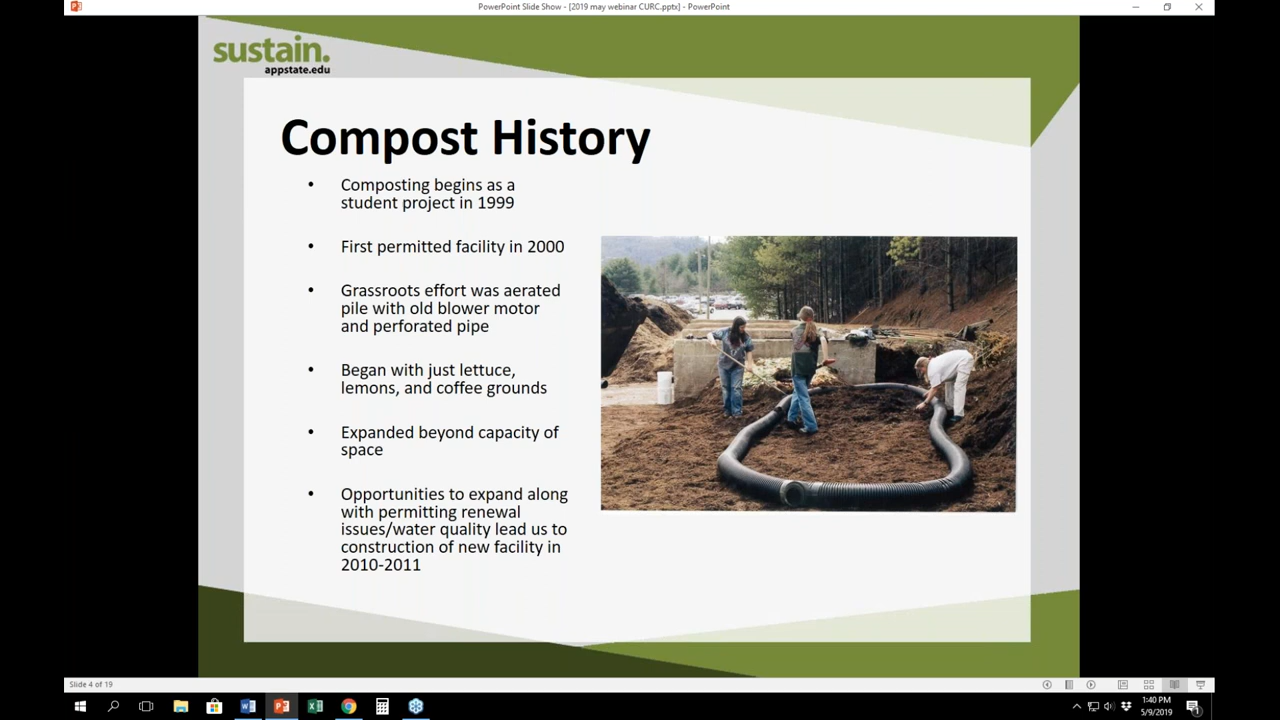 PowerPoint Slide Show - [2019 may webinar CURC.pptx] - PowerPoint
sustain.
appstate.edu
Compost History
• Composting begins as a
student project in 1999
• First permitted facility in 2000
• Grassroots effort was aerated
pile with old blower motor
and perforated pipe
• Began with just lettuce,
lemons, and coffee grounds
• Expanded beyond capacity of
space
• Opportunities to expand along
with permitting renewal
issues/water quality lead us to
construction of new facility in
2010-2011
Slide 4 of 19
1:40 PM
5/9/2019